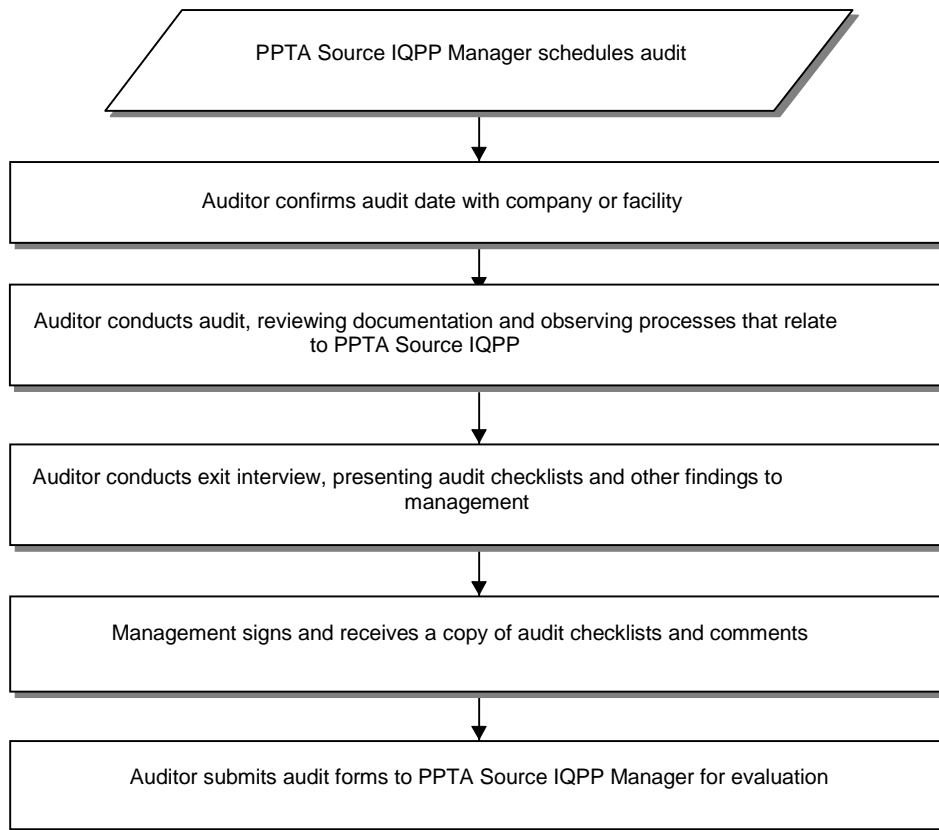 PPTA Source IQPP Manager schedules audit
Auditor confirms audit date with company or facility
Auditor conducts audit, reviewing documentation and observing processes that relate
to PPTA Source IQPP
Auditor conducts exit interview, presenting audit checklists and other findings to
management
Management signs and receives a copy of audit checklists and comments
Auditor submits audit forms to PPTA Source IQPP Manager for evaluation